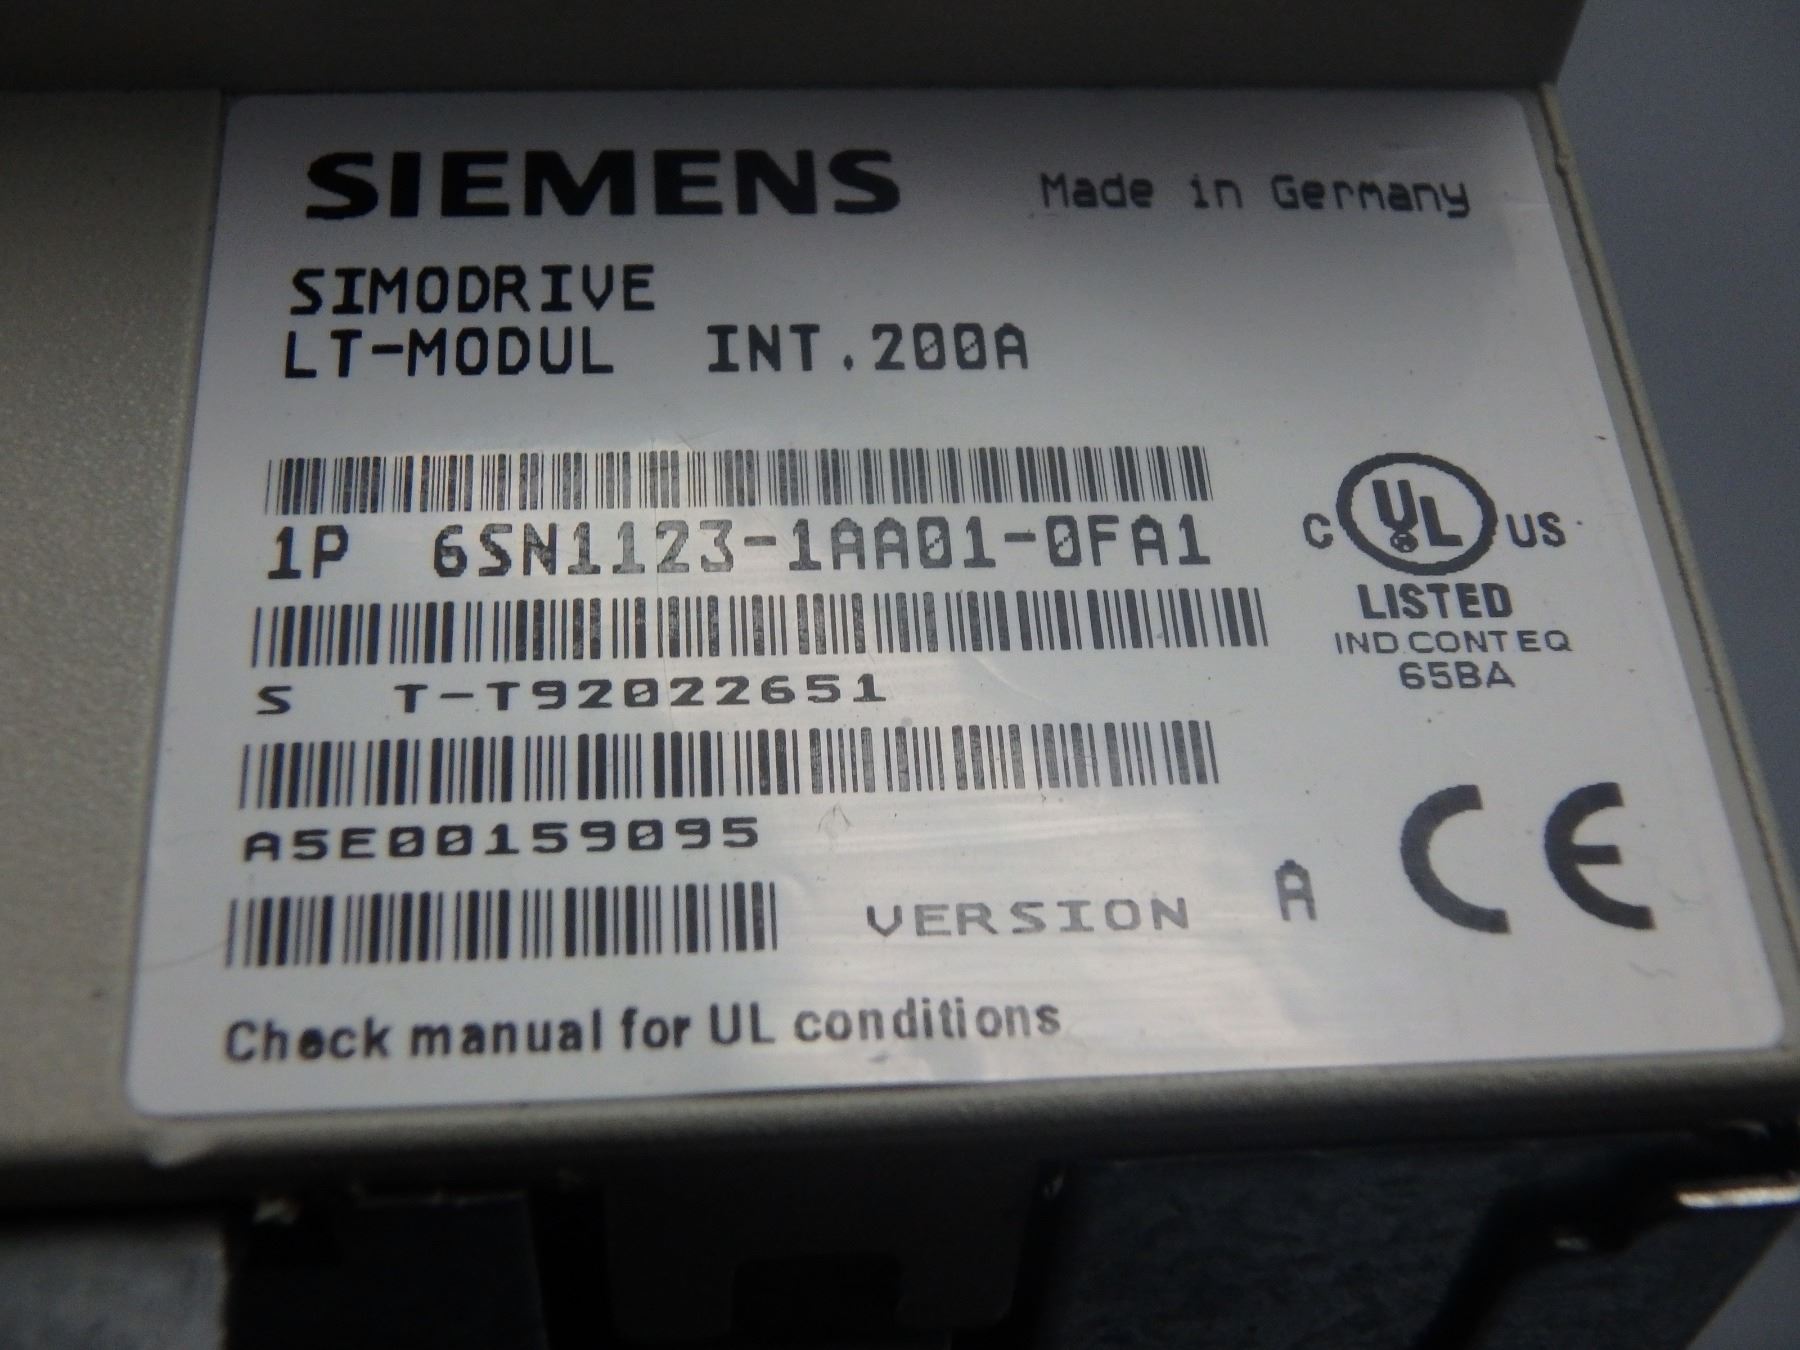 SIEMENS Made in Germany
SIMODRIVE
LT-MODUL INT.200A
1P 6SN1123-1AA01-0FA1
C UL US
LISTED
IND.CONT.EQ
65BA
S T-T92022651
A5E00159095
VERSION A CE
Check manual for UL conditions